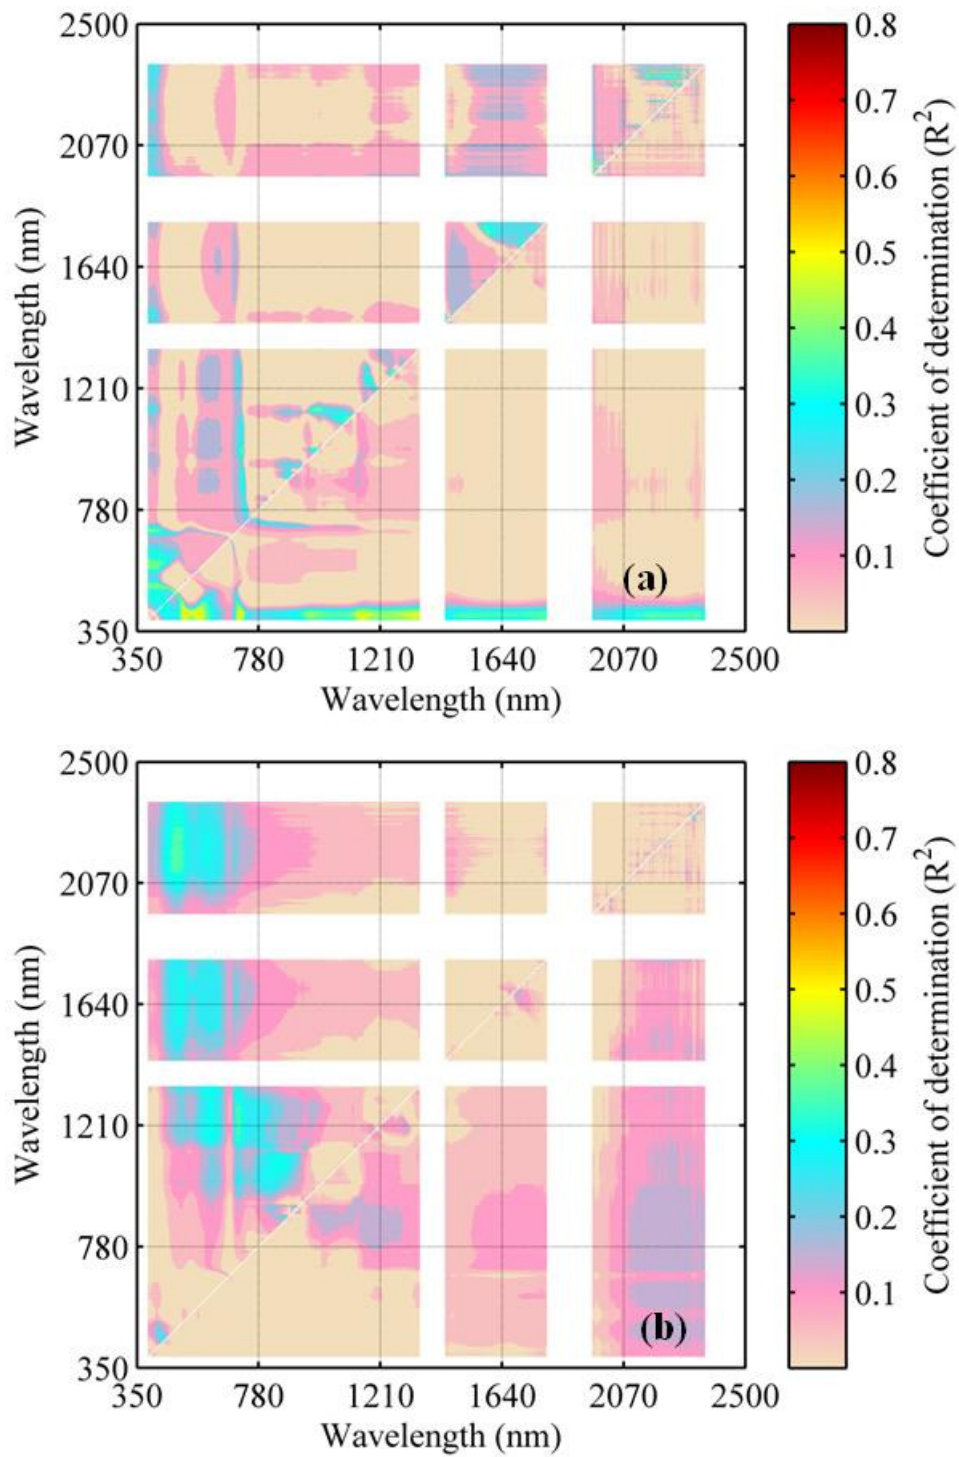 2500
2070
1640
1210
780
350
Wavelength (nm)
350 780 1210 1640 2070 2500
Wavelength (nm)
(a)
0.8
0.7
0.6
0.5
0.4
0.3
0.2
0.1
Coefficient of determination (R²)
2500
2070
1640
1210
780
350
Wavelength (nm)
350 780 1210 1640 2070 2500
Wavelength (nm)
(b)
0.8
0.7
0.6
0.5
0.4
0.3
0.2
0.1
Coefficient of determination (R²)